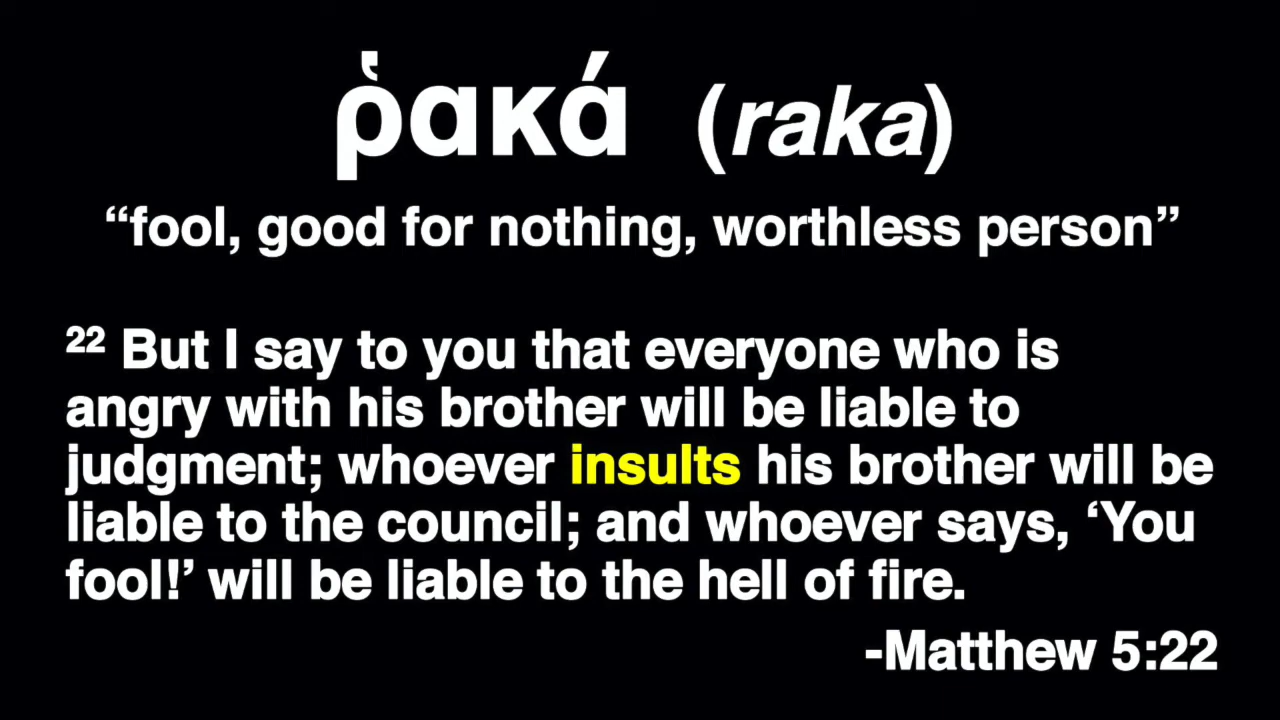 ῥακά (raka)
“fool, good for nothing, worthless person”
22 But I say to you that everyone who is
angry with his brother will be liable to
judgment; whoever insults his brother will be
liable to the council; and whoever says, ‘You
fool!’ will be liable to the hell of fire.
-Matthew 5:22